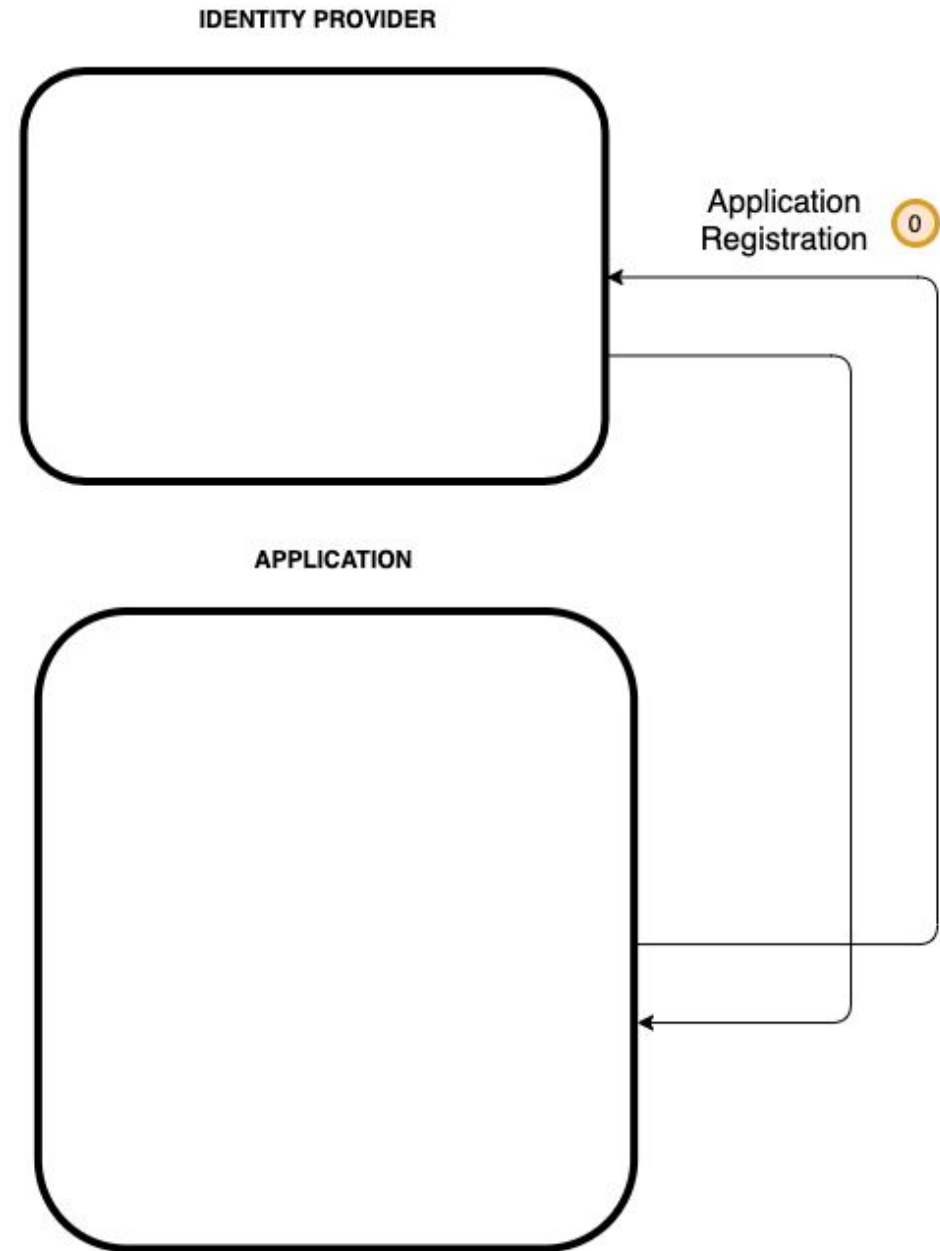 IDENTITY PROVIDER
Application
Registration
0
APPLICATION